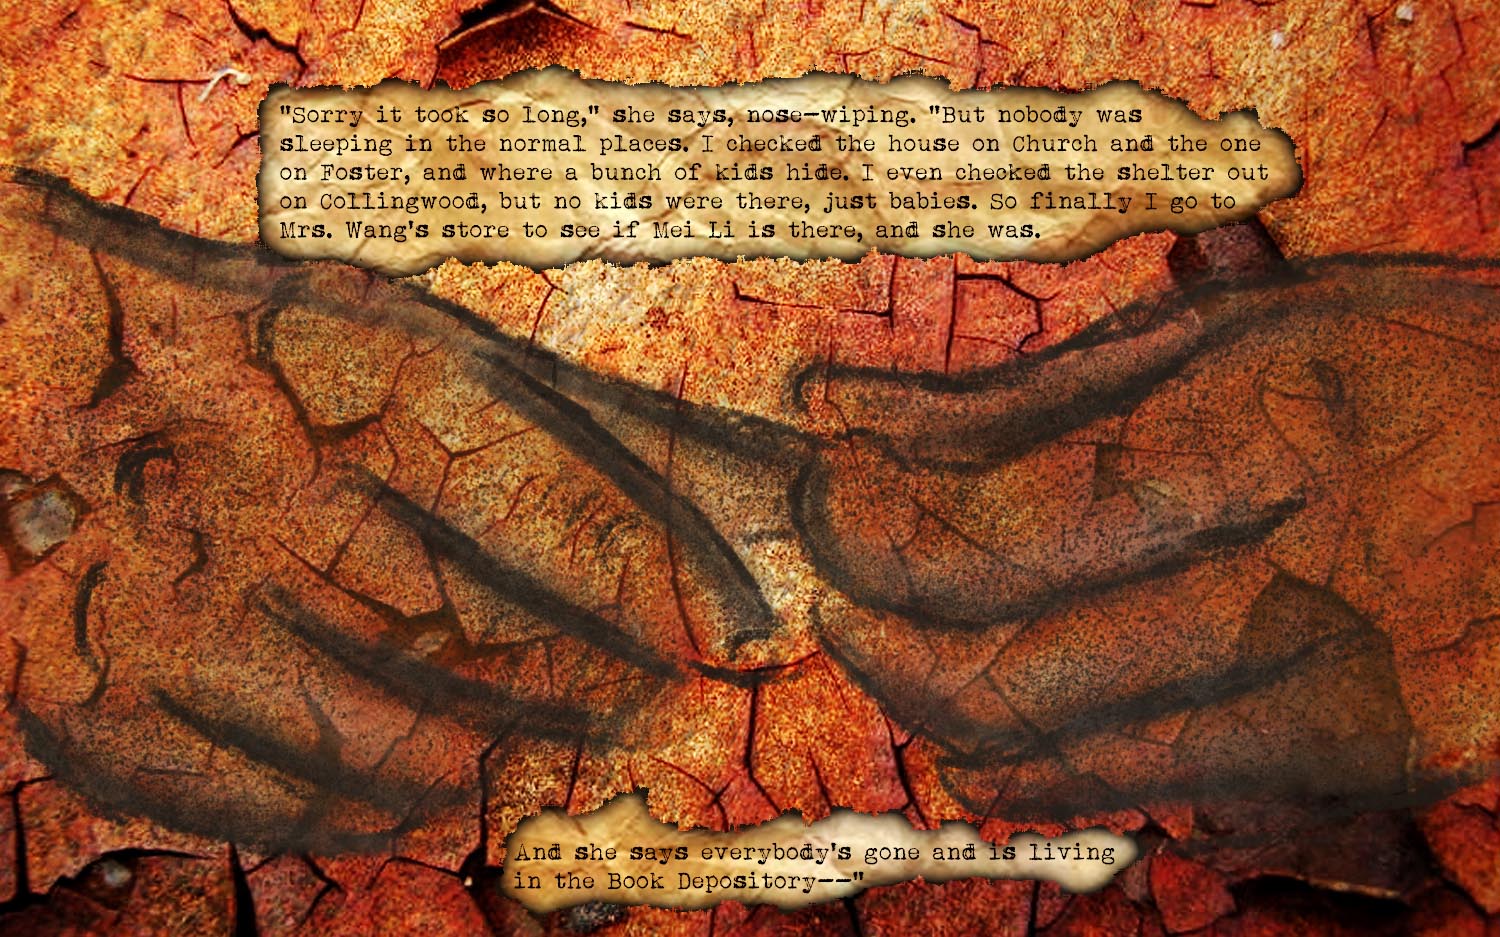 "Sorry it took so long," she says, nose-wiping. "But nobody was
sleeping in the normal places. I checked the house on Church and the one
on Foster, and where a bunch of kids hide. I even checked the shelter out
on Collingwood, but no kids were there, just babies. So finally I go to
Mrs. Wang's store to see if Mei Li is there, and she was.
And she says everybody's gone and is living
in the Book Depository--"